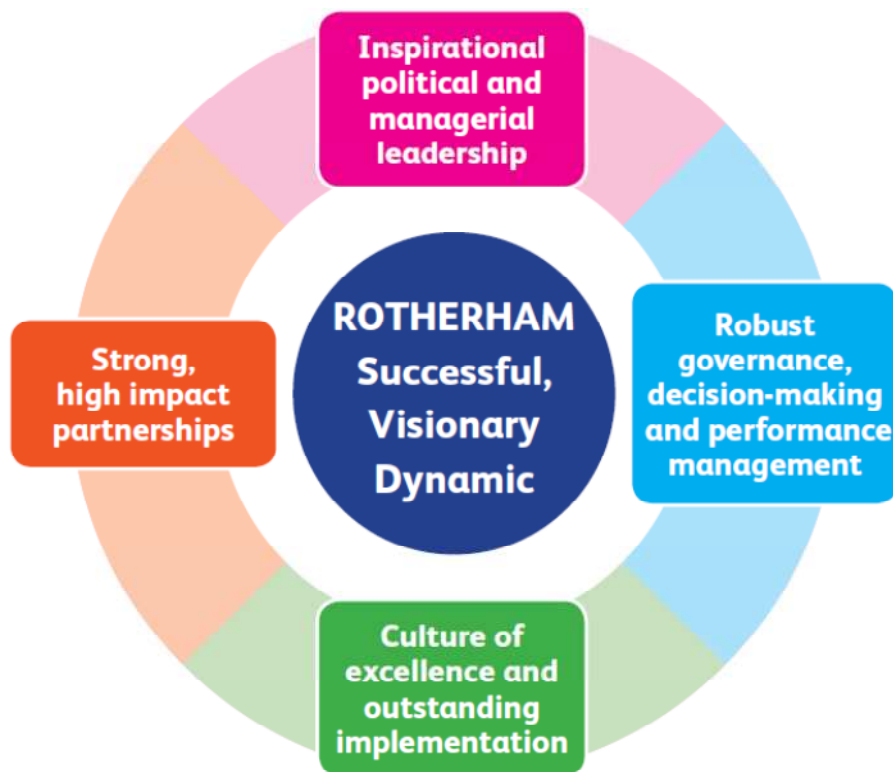 Inspirational
political and
managerial
leadership
Strong,
high impact
partnerships
ROTHERHAM
Successful,
Visionary
Dynamic
Robust
governance,
decision-making
and performance
management
Culture of
excellence and
outstanding
implementation